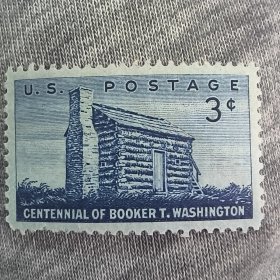 U.S. POSTAGE
3¢
CENTENNIAL OF BOOKER T. WASHINGTON